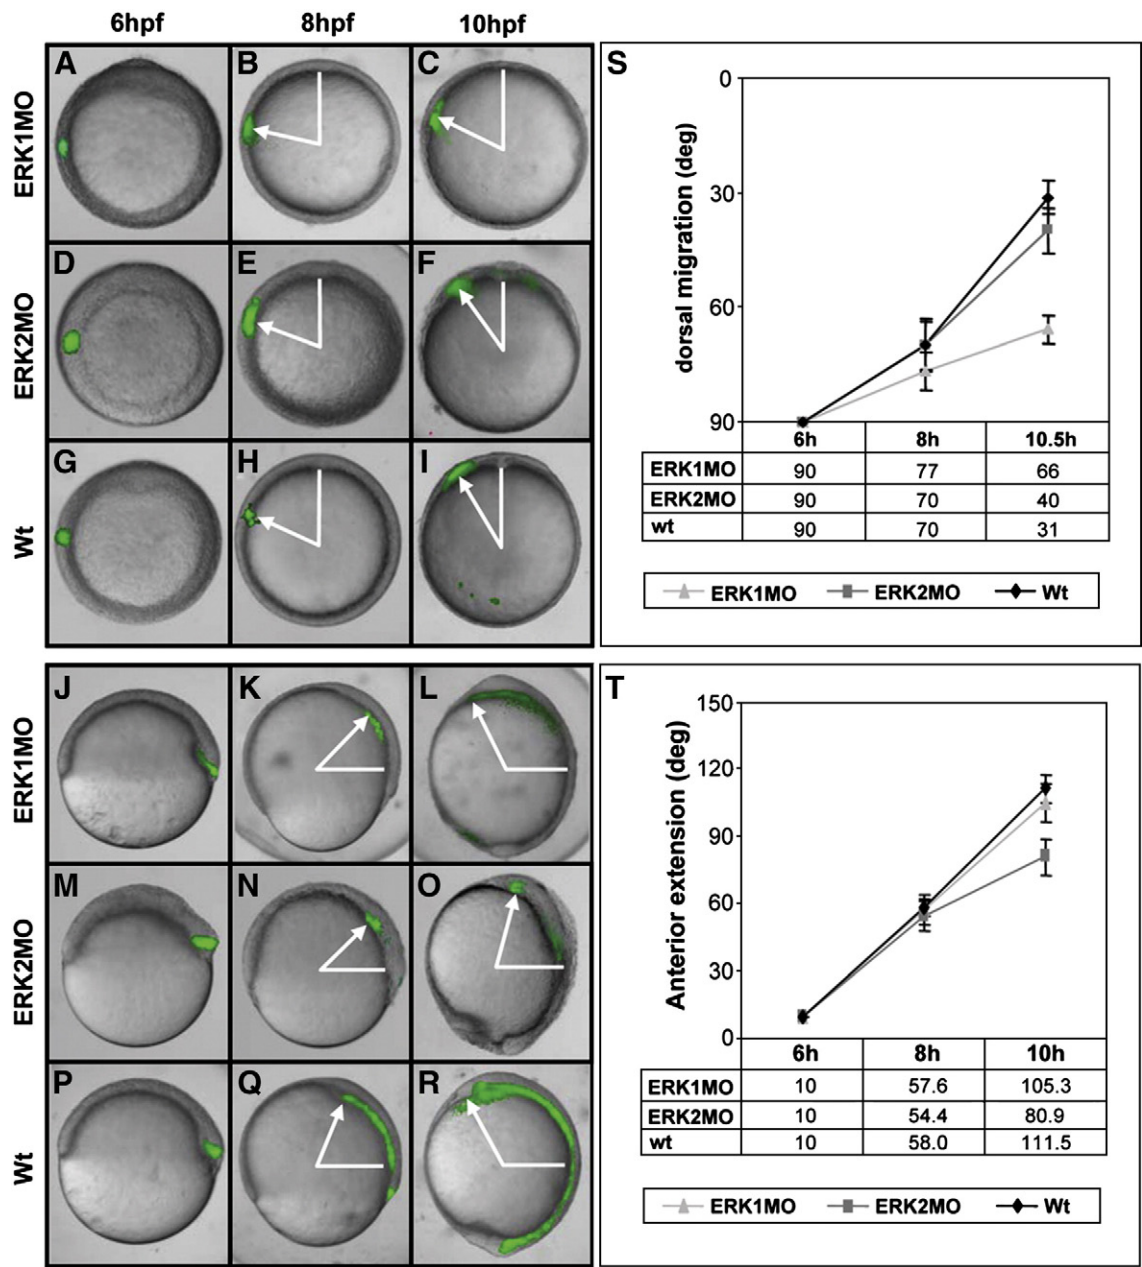 6hpf 8hpf 10hpf
ERK1MO
A B C
ERK2MO
D E F
Wt
G H I
ERK1MO
J K L
ERK2MO
M N O
Wt
P Q R
S
dorsal migration (deg)
0
30
60
90
6h 8h 10.5h
ERK1MO 90 77 66
ERK2MO 90 70 40
wt 90 70 31
ERK1MO ERK2MO Wt
T
Anterior extension (deg)
150
120
90
60
30
0
6h 8h 10h
ERK1MO 10 57.6 105.3
ERK2MO 10 54.4 80.9
wt 10 58.0 111.5
ERK1MO ERK2MO Wt